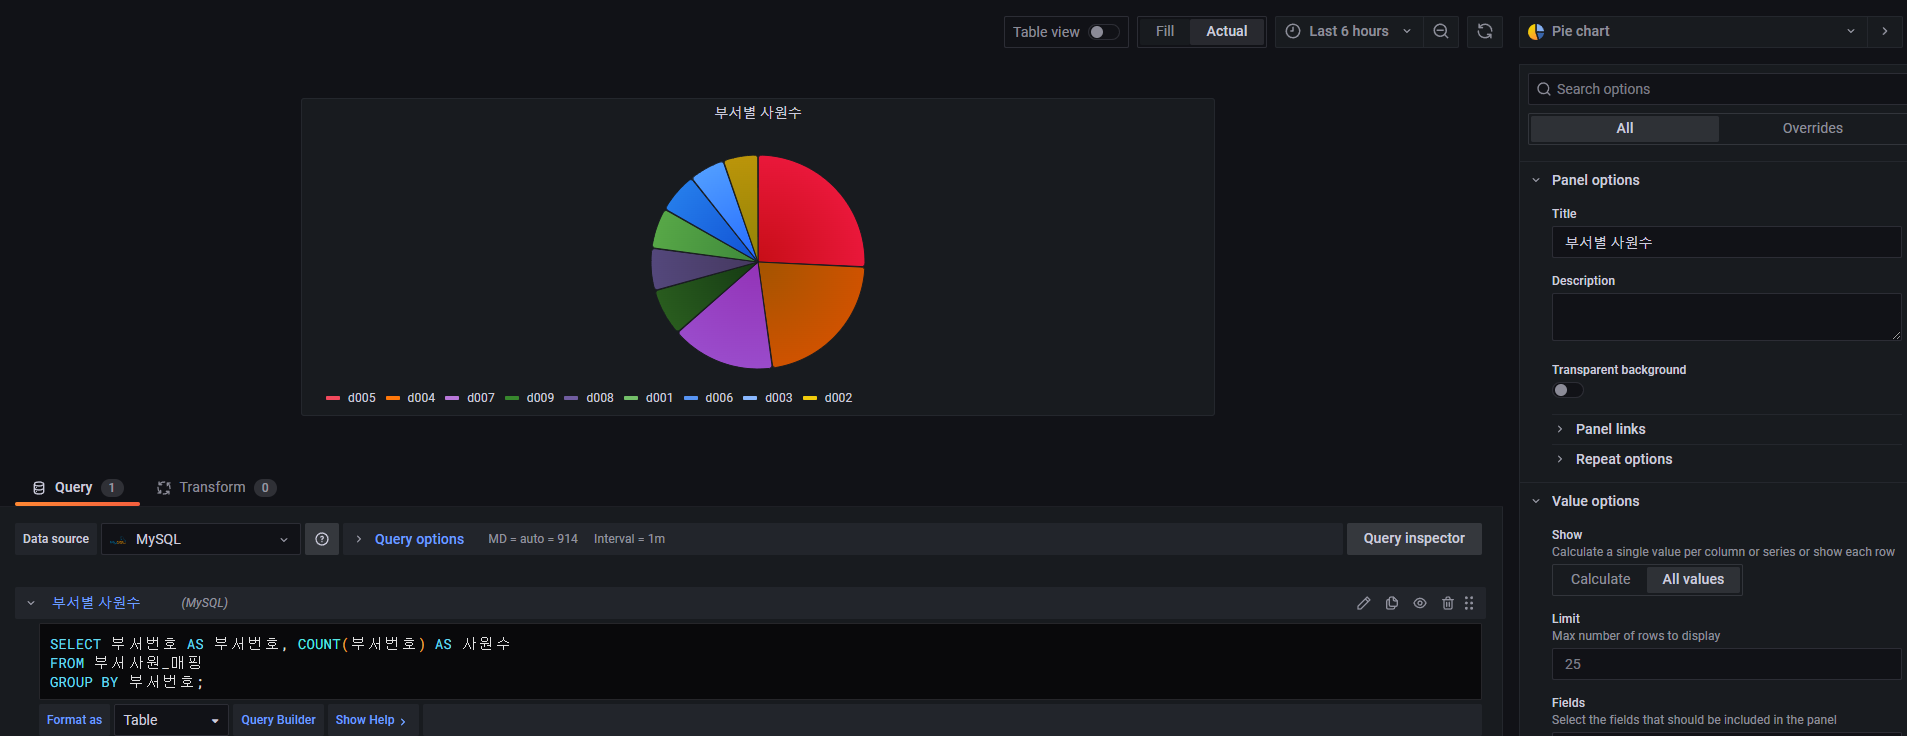 Table view
Fill
Actual
Last 6 hours
Pie chart
Search options
All
Overrides
부서별 사원수
d005 d004 d007 d009 d008 d001 d006 d003 d002
Panel options
Title
부서별 사원수
Description
Transparent background
Panel links
Repeat options
Value options
Show
Calculate a single value per column or series or show each row
Calculate
All values
Limit
Max number of rows to display
25
Fields
Select the fields that should be included in the panel
Query 1
Transform 0
Data source
MySQL
Query options MD = auto = 914 Interval = 1m
Query inspector
부서별 사원수 (MySQL)
SELECT 부서번호 AS 부서번호, COUNT(부서번호) AS 사원수
FROM 부서사원_매핑
GROUP BY 부서번호;
Format as
Table
Query Builder
Show Help